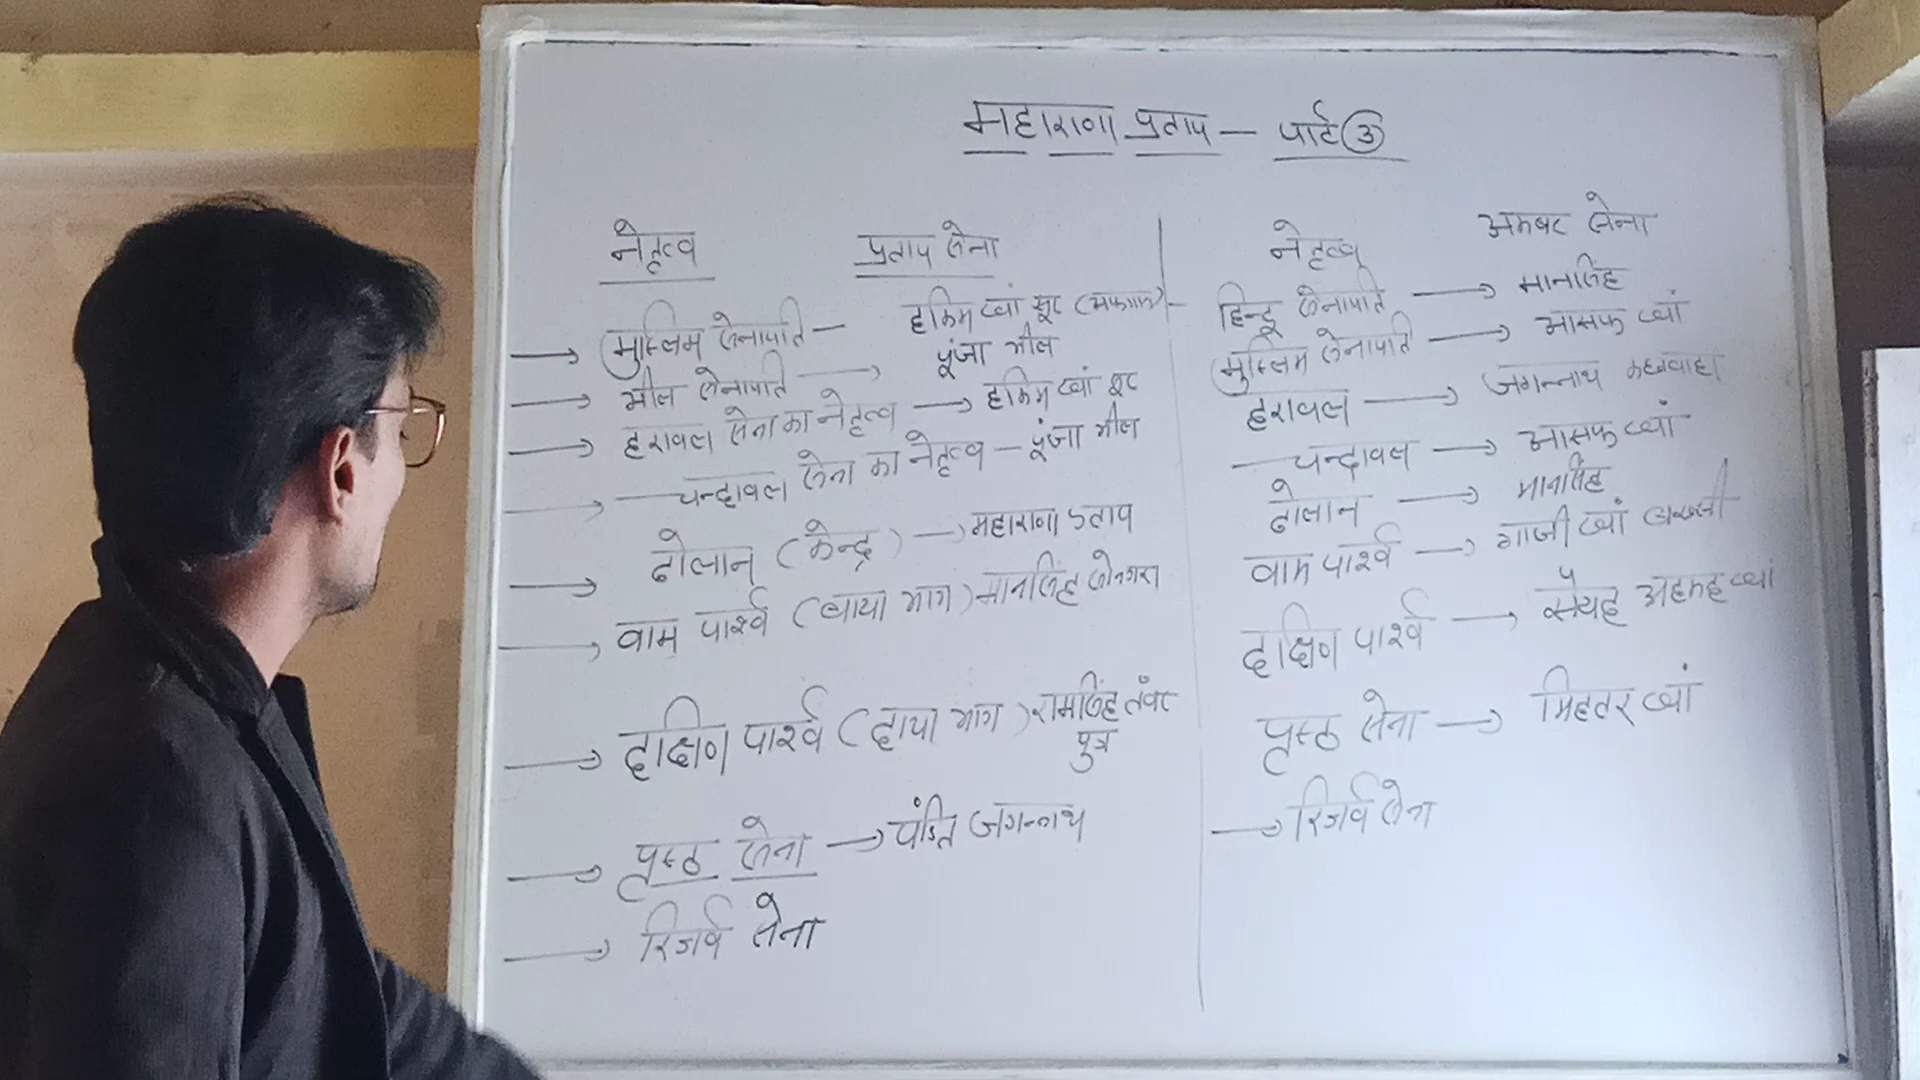 महाराणा प्रताप — पार्ट ③
नेतृत्व प्रताप सेना
→ मुस्लिम सेनापति — हकिम खां सूर (अफगान)
→ भील सेनापति → पूंजा भील
→ हरावल सेना का नेतृत्व → हकिम खां सूर
→ चन्द्रावल सेना का नेतृत्व — पूंजा भील
→ ढोलान (केन्द्र) → महाराणा प्रताप
→ वाम पार्श्व (बाया भाग) मानसिंह सोनगरा
→ दक्षिण पार्श्व (दाया भाग) रामसिंह तंवर
पुत्र
→ पृष्ठ सेना → पंडित जगन्नाथ
→ रिजर्व सेना
नेतृत्व अकबर सेना
हिन्दू सेनापति → मानसिंह
मुस्लिम सेनापति → आसफ खां
हरावल → जगन्नाथ कछवाहा
चन्द्रावल → आसफ खां
ढोलान → मानसिंह
वाम पार्श्व → गाजी खां बख्शी
दक्षिण पार्श्व → सैयद अहमद खां
पृष्ठ सेना → मिहतर खां
→ रिजर्व सेना